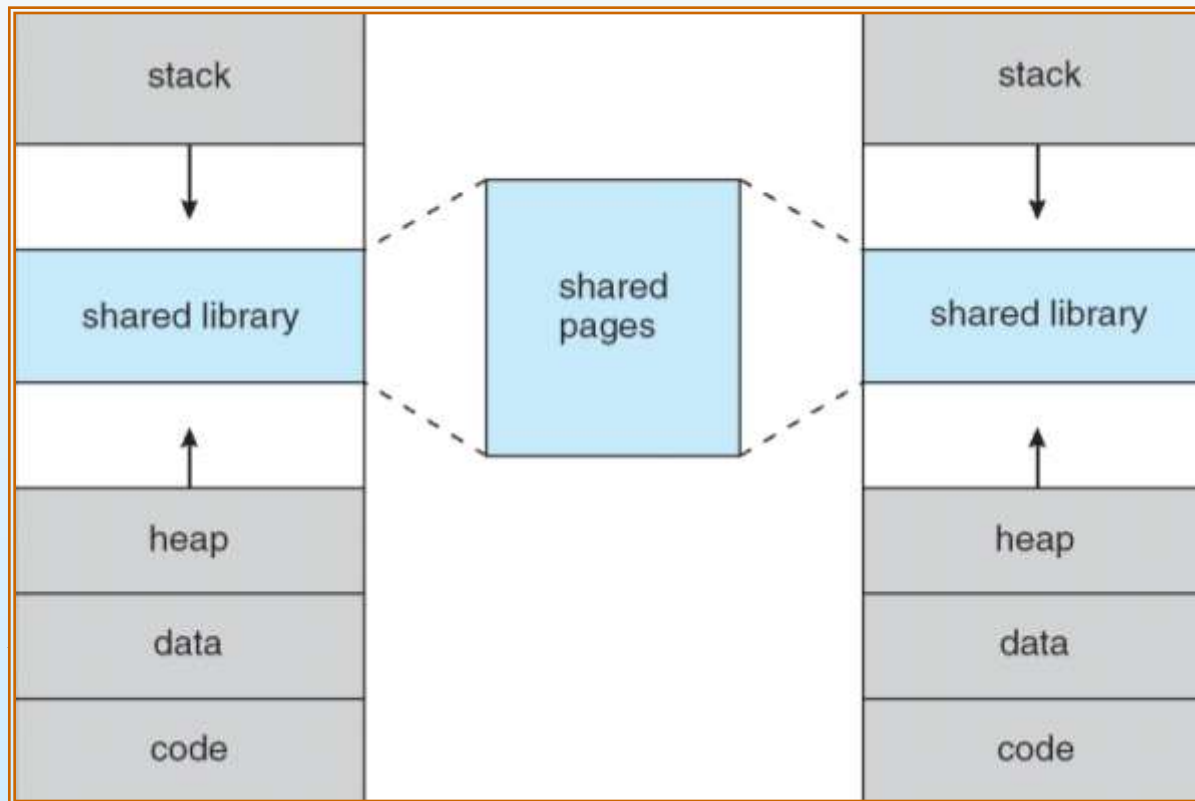 stack
shared library
heap
data
code
shared
pages
stack
shared library
heap
data
code